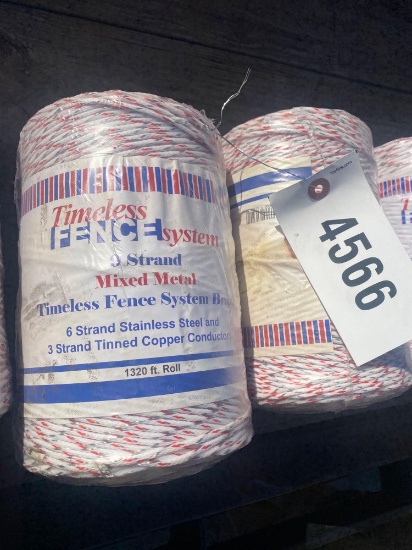 Timeless
FENCE system
9 Strand
Mixed Metal
Timeless Fence System
6 Strand Stainless Steel and
3 Strand Tinned Copper Conductor
1320 ft. Roll
4566